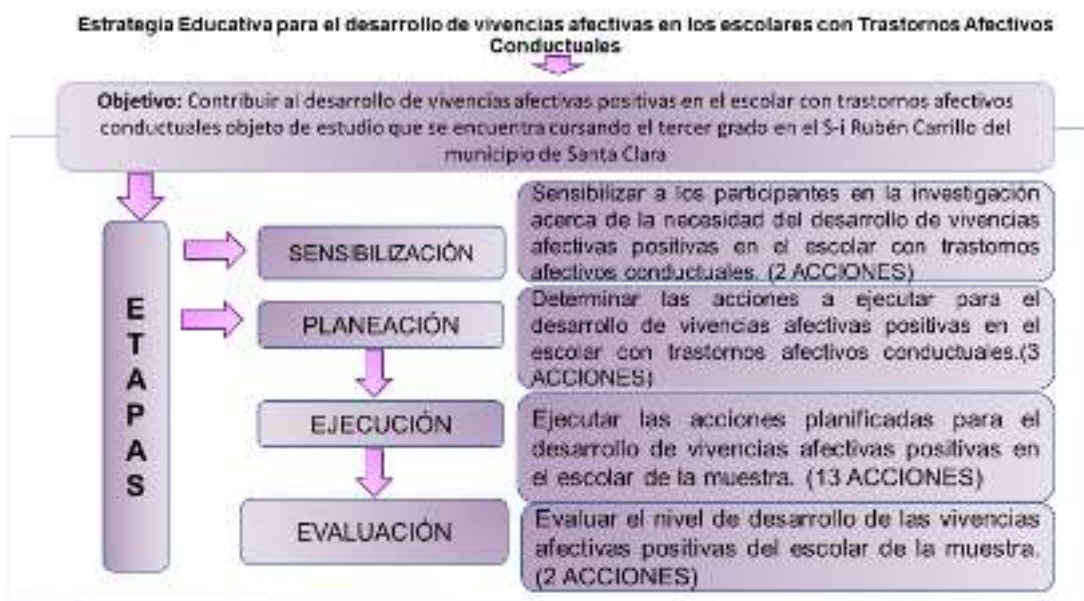 Estrategia Educativa para el desarrollo de vivencias afectivas en los escolares con Trastornos Afectivos
Conductuales
Objetivo: Contribuir al desarrollo de vivencias afectivas positivas en el escolar con trastornos afectivos
conductuales objeto de estudio que se encuentra cursando el tercer grado en el S-i Rubén Carrillo del
municipio de Santa Clara
ETAPAS
SENSIBILIZACIÓN
Sensibilizar a los participantes en la investigación
acerca de la necesidad del desarrollo de vivencias
afectivas positivas en el escolar con trastornos
afectivos conductuales. (2 ACCIONES)
PLANEACIÓN
Determinar las acciones a ejecutar para el
desarrollo de vivencias afectivas positivas en el
escolar con trastornos afectivos conductuales.(3
ACCIONES)
EJECUCIÓN
Ejecutar las acciones planificadas para el
desarrollo de vivencias afectivas positivas en
el escolar de la muestra. (13 ACCIONES)
EVALUACIÓN
Evaluar el nivel de desarrollo de las vivencias
afectivas positivas del escolar de la muestra.
(2 ACCIONES)